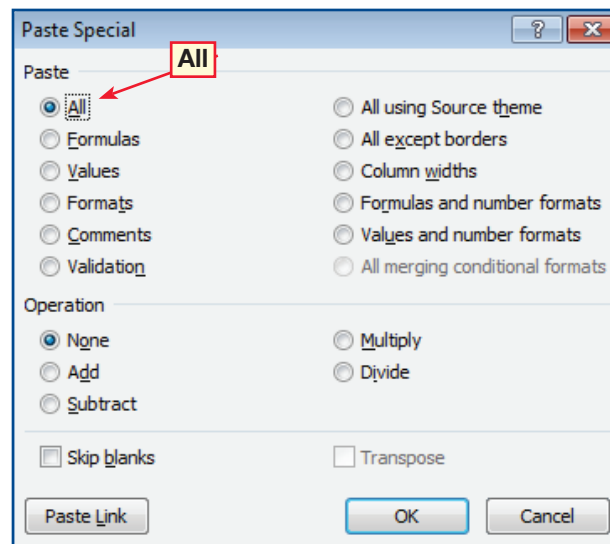 Paste Special
All
Paste
All
All using Source theme
Formulas
All except borders
Values
Column widths
Formats
Formulas and number formats
Comments
Values and number formats
Validation
All merging conditional formats
Operation
None
Multiply
Add
Divide
Subtract
Skip blanks
Transpose
Paste Link
OK
Cancel